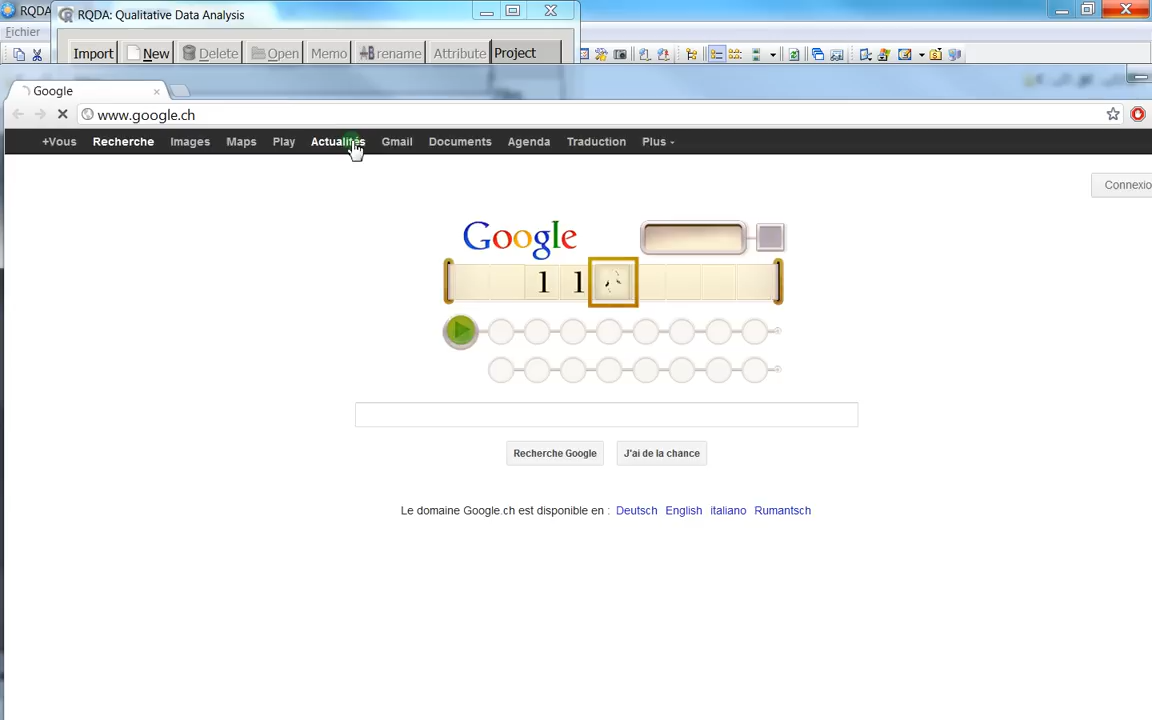 RQDA
RQDA: Qualitative Data Analysis
Fichier
Import New Delete Open Memo rename Attribute Project
Google
www.google.ch
+Vous Recherche Images Maps Play Actualités Gmail Documents Agenda Traduction Plus
Connexio
Google
1 1
Recherche Google J'ai de la chance
Le domaine Google.ch est disponible en : Deutsch English italiano Rumantsch